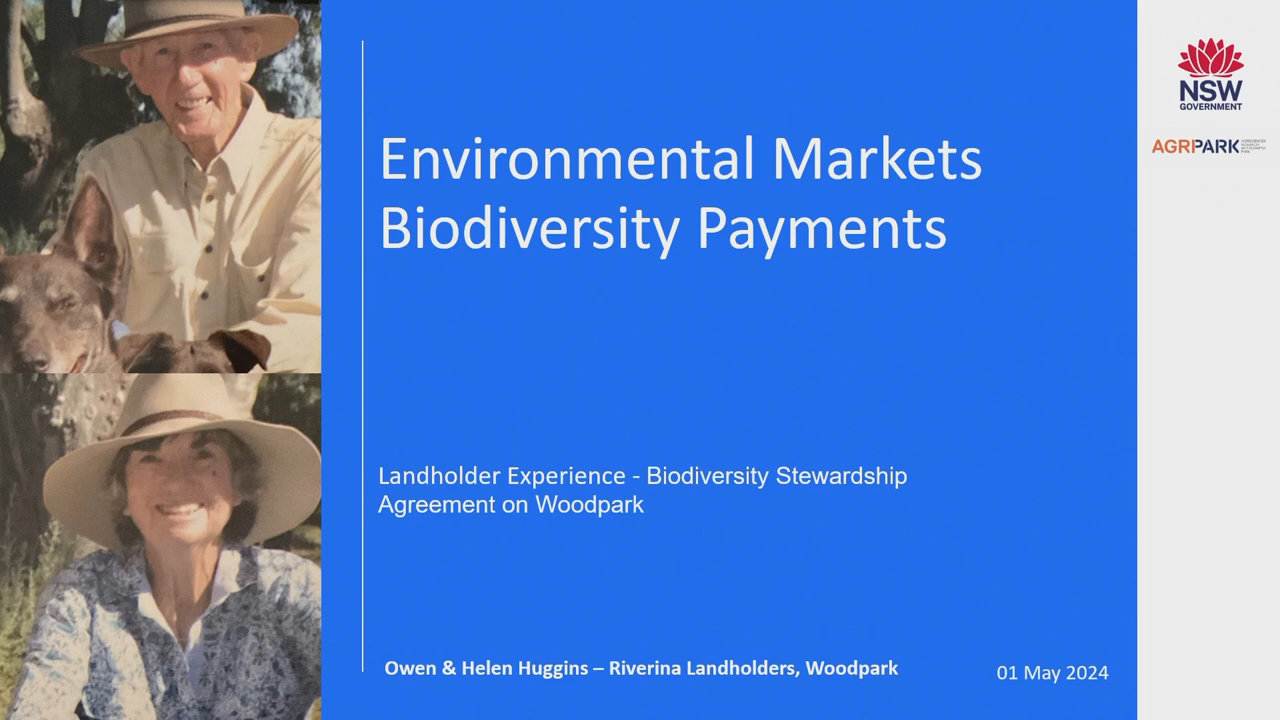 Environmental Markets
Biodiversity Payments
Landholder Experience - Biodiversity Stewardship
Agreement on Woodpark
Owen & Helen Huggins – Riverina Landholders, Woodpark
01 May 2024
NSW
GOVERNMENT
AGRIPARK